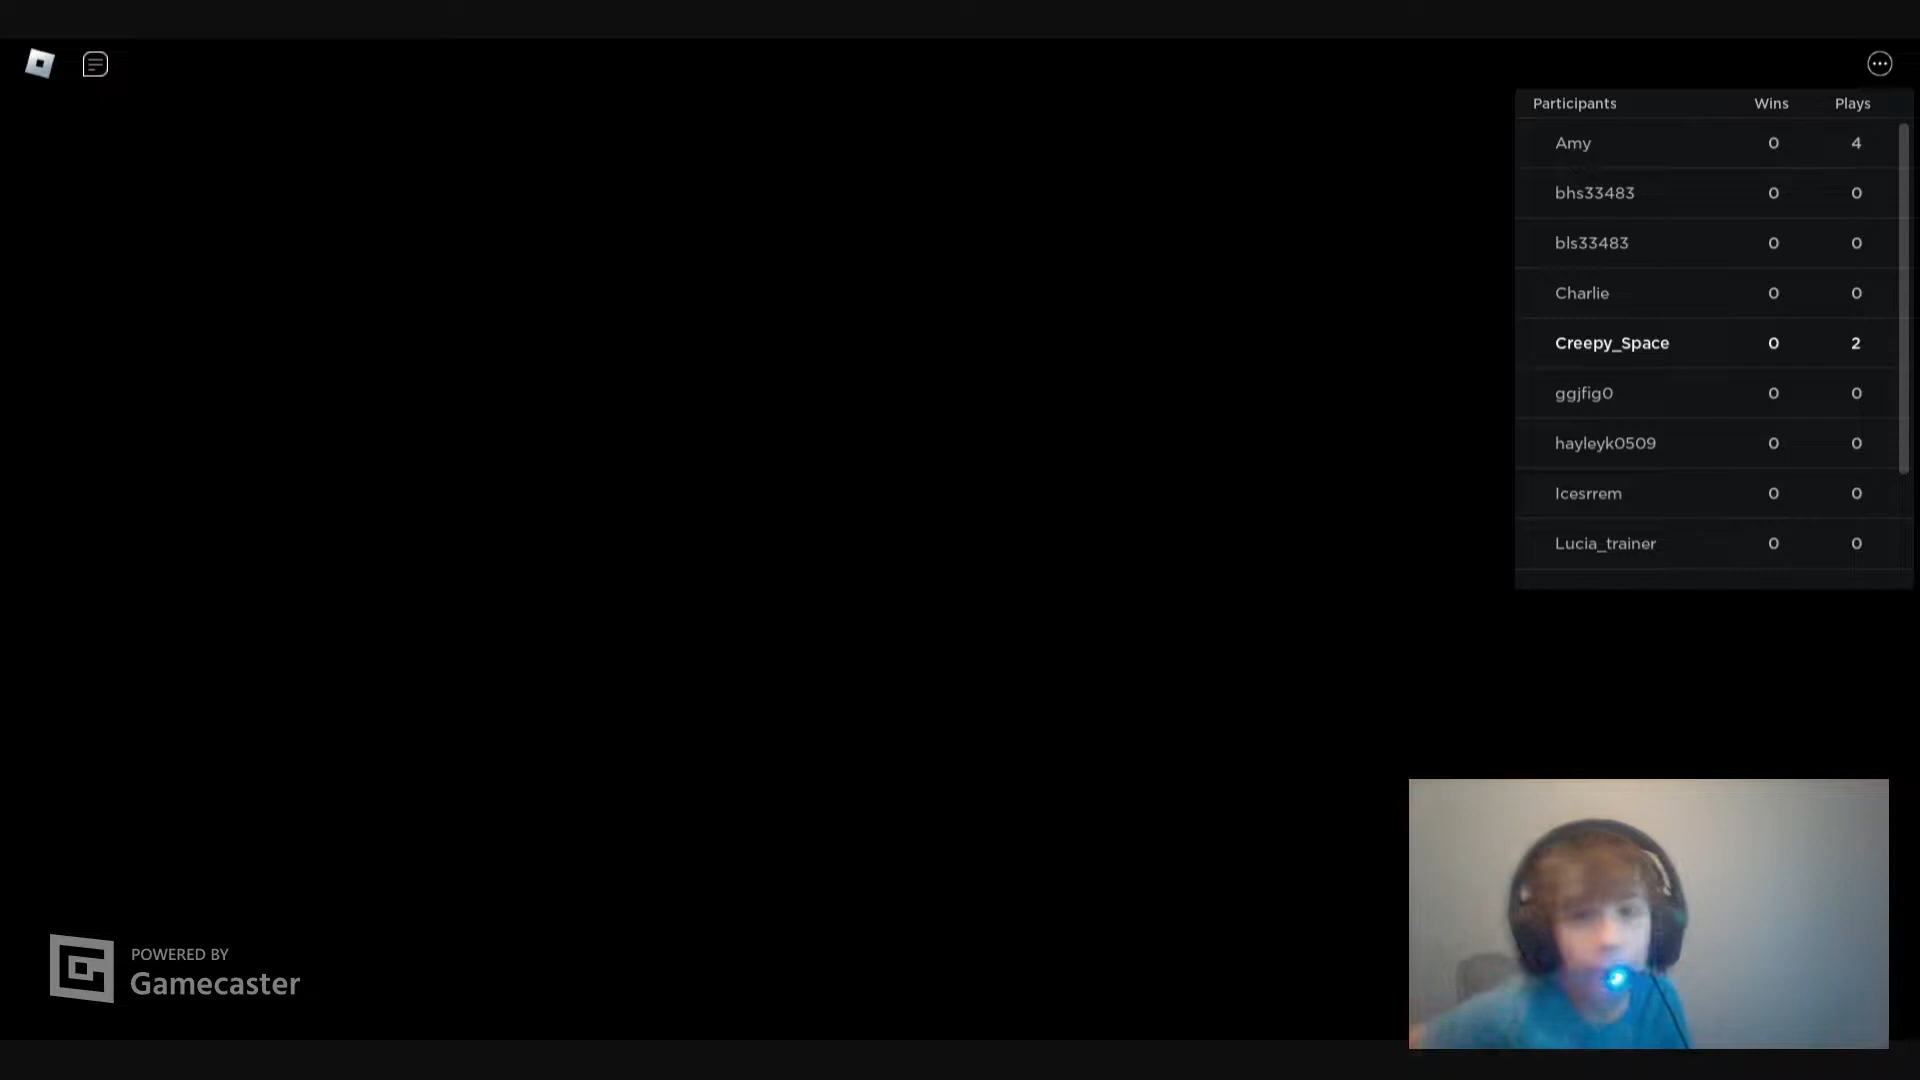 Participants Wins Plays
Amy 0 4
bhs33483 0 0
bls33483 0 0
Charlie 0 0
Creepy_Space 0 2
ggjfig0 0 0
hayleyk0509 0 0
Icesrrem 0 0
Lucia_trainer 0 0
POWERED BY
Gamecaster